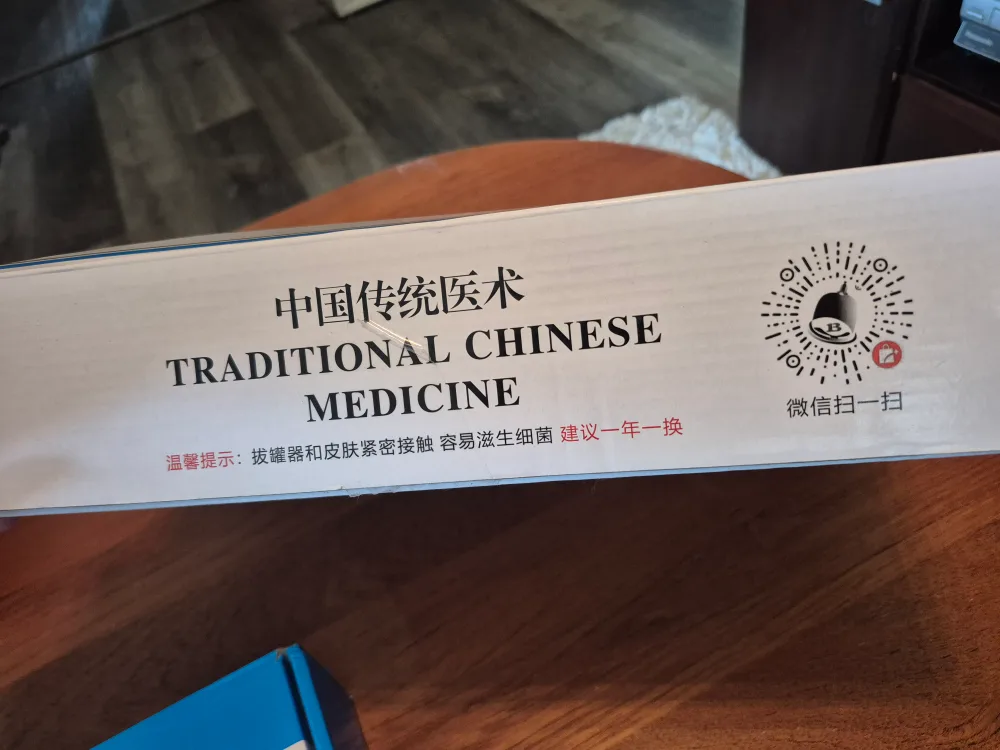 中国传统医术
TRADITIONAL CHINESE
MEDICINE
温馨提示：拔罐器和皮肤紧密接触 容易滋生细菌 建议一年一换
B
微信扫一扫